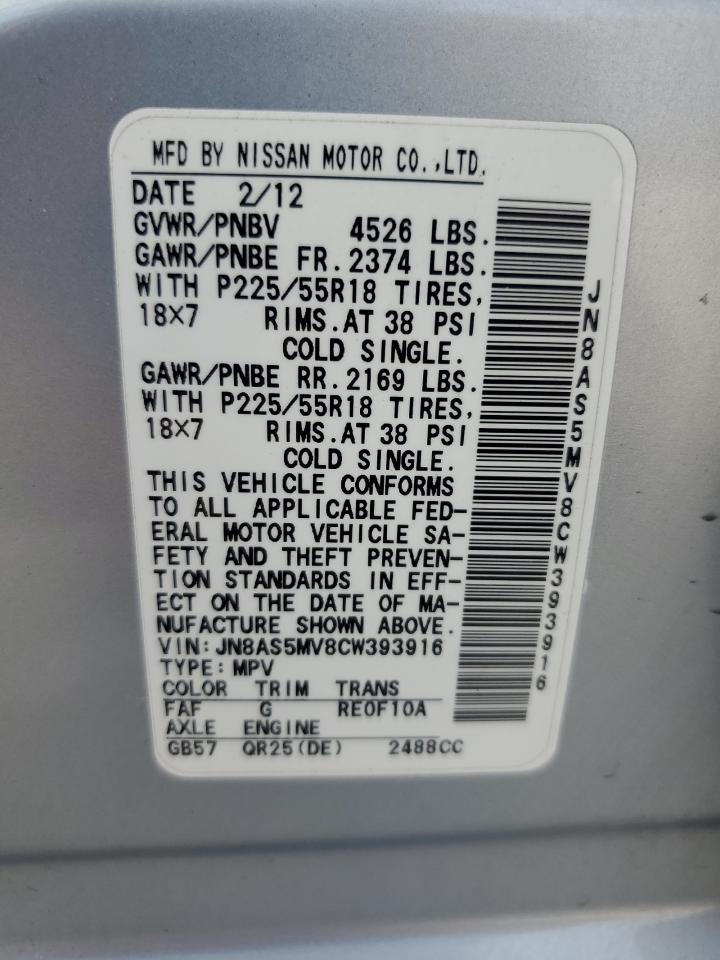 MFD BY NISSAN MOTOR CO.,LTD.
DATE 2/12
GVWR/PNBV 4526 LBS.
GAWR/PNBE FR.2374 LBS.
WITH P225/55R18 TIRES,
18X7 RIMS.AT 38 PSI
COLD SINGLE.
GAWR/PNBE RR.2169 LBS.
WITH P225/55R18 TIRES,
18X7 RIMS.AT 38 PSI
COLD SINGLE.
THIS VEHICLE CONFORMS
TO ALL APPLICABLE FED-
ERAL MOTOR VEHICLE SA-
FETY AND THEFT PREVEN-
TION STANDARDS IN EFF-
ECT ON THE DATE OF MA-
NUFACTURE SHOWN ABOVE.
VIN:JN8AS5MV8CW393916
TYPE:MPV
COLOR TRIM TRANS
FAF G RE0F10A
AXLE ENGINE
GB57 QR25(DE) 2488CC
JN8AS5MV8CW393916